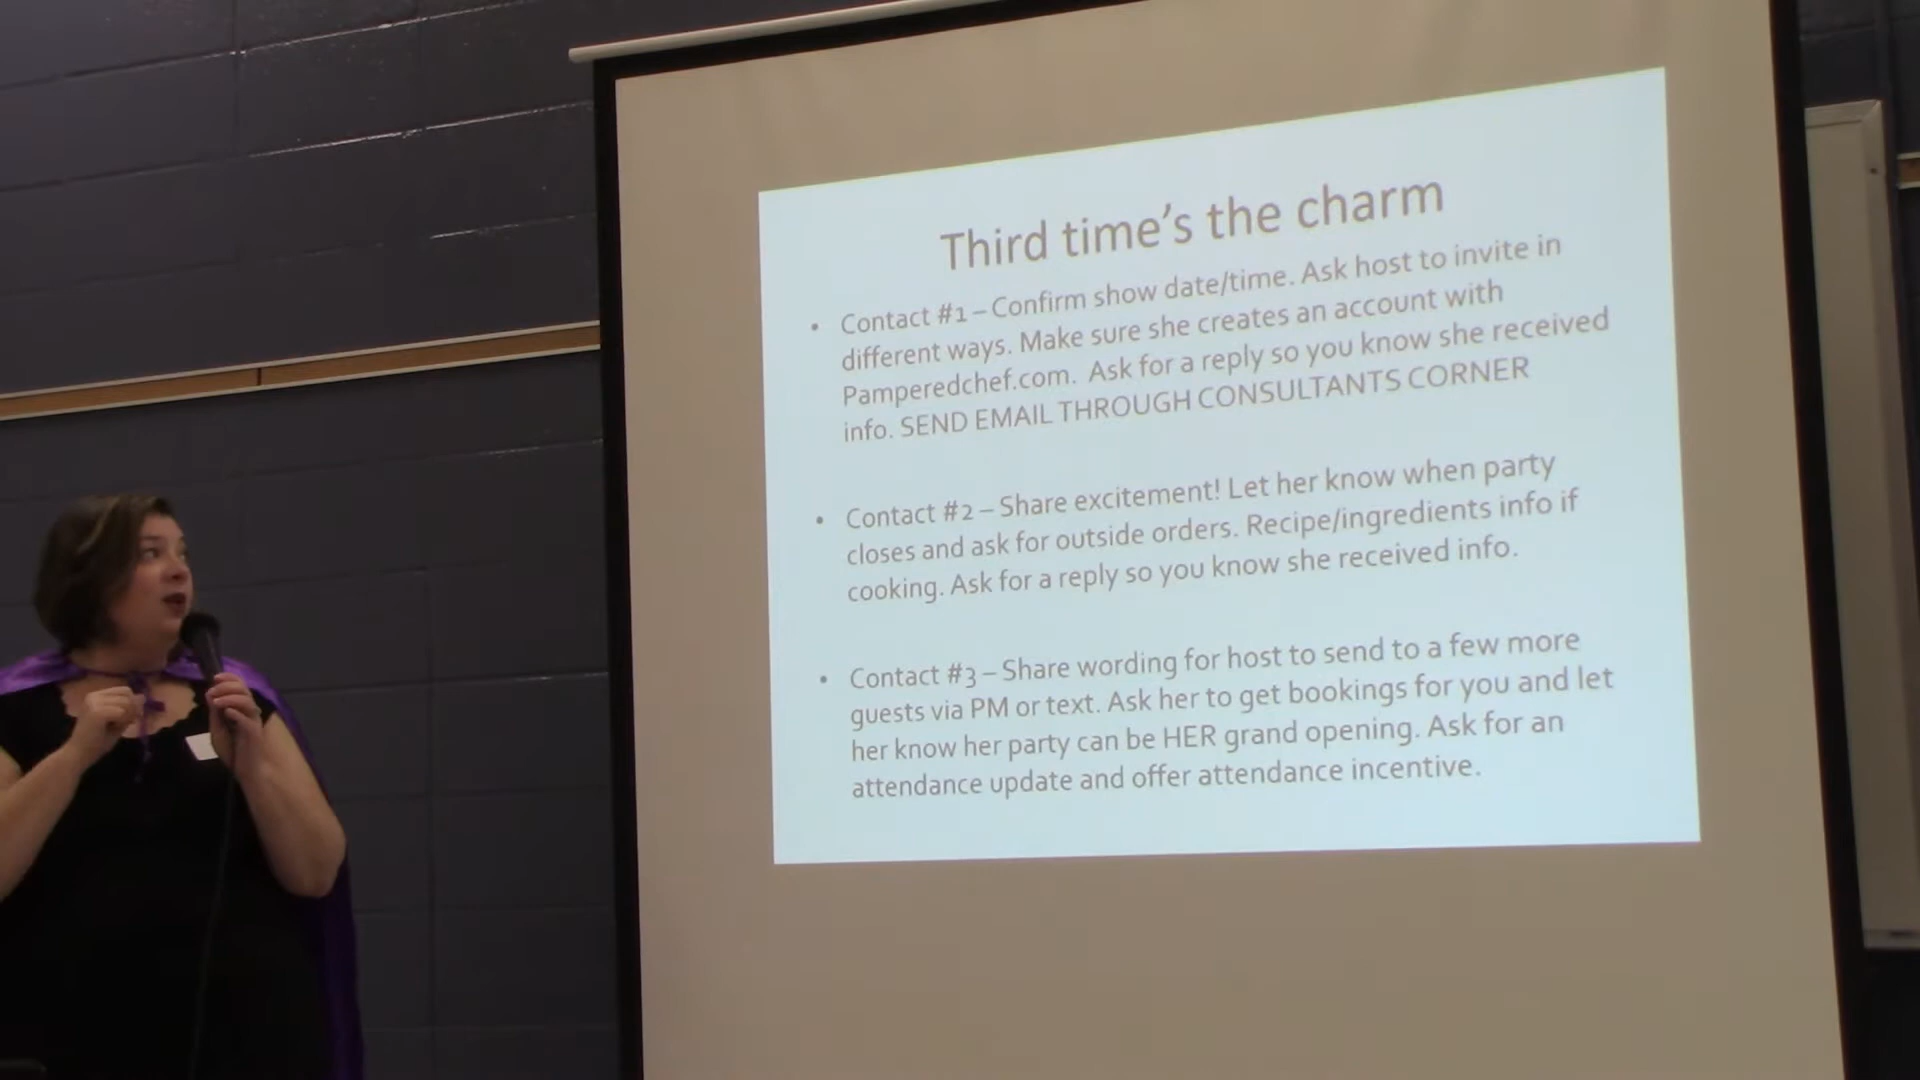 Third time's the charm
• Contact #1 – Confirm show date/time. Ask host to invite in
different ways. Make sure she creates an account with
Pamperedchef.com. Ask for a reply so you know she received
info. SEND EMAIL THROUGH CONSULTANTS CORNER
• Contact #2 – Share excitement! Let her know when party
closes and ask for outside orders. Recipe/ingredients info if
cooking. Ask for a reply so you know she received info.
• Contact #3 – Share wording for host to send to a few more
guests via PM or text. Ask her to get bookings for you and let
her know her party can be HER grand opening. Ask for an
attendance update and offer attendance incentive.